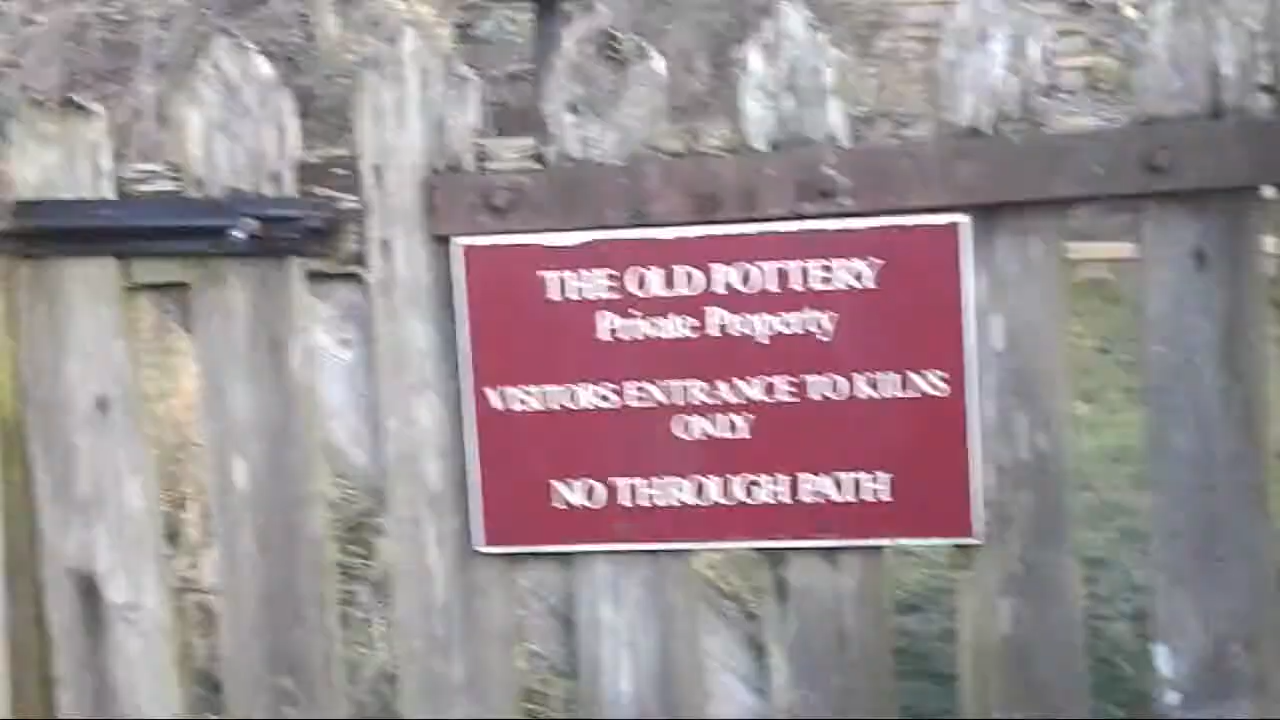 THE OLD POTTERY
Private Property
VISITORS ENTRANCE TO KILNS
ONLY
NO THROUGH PATH